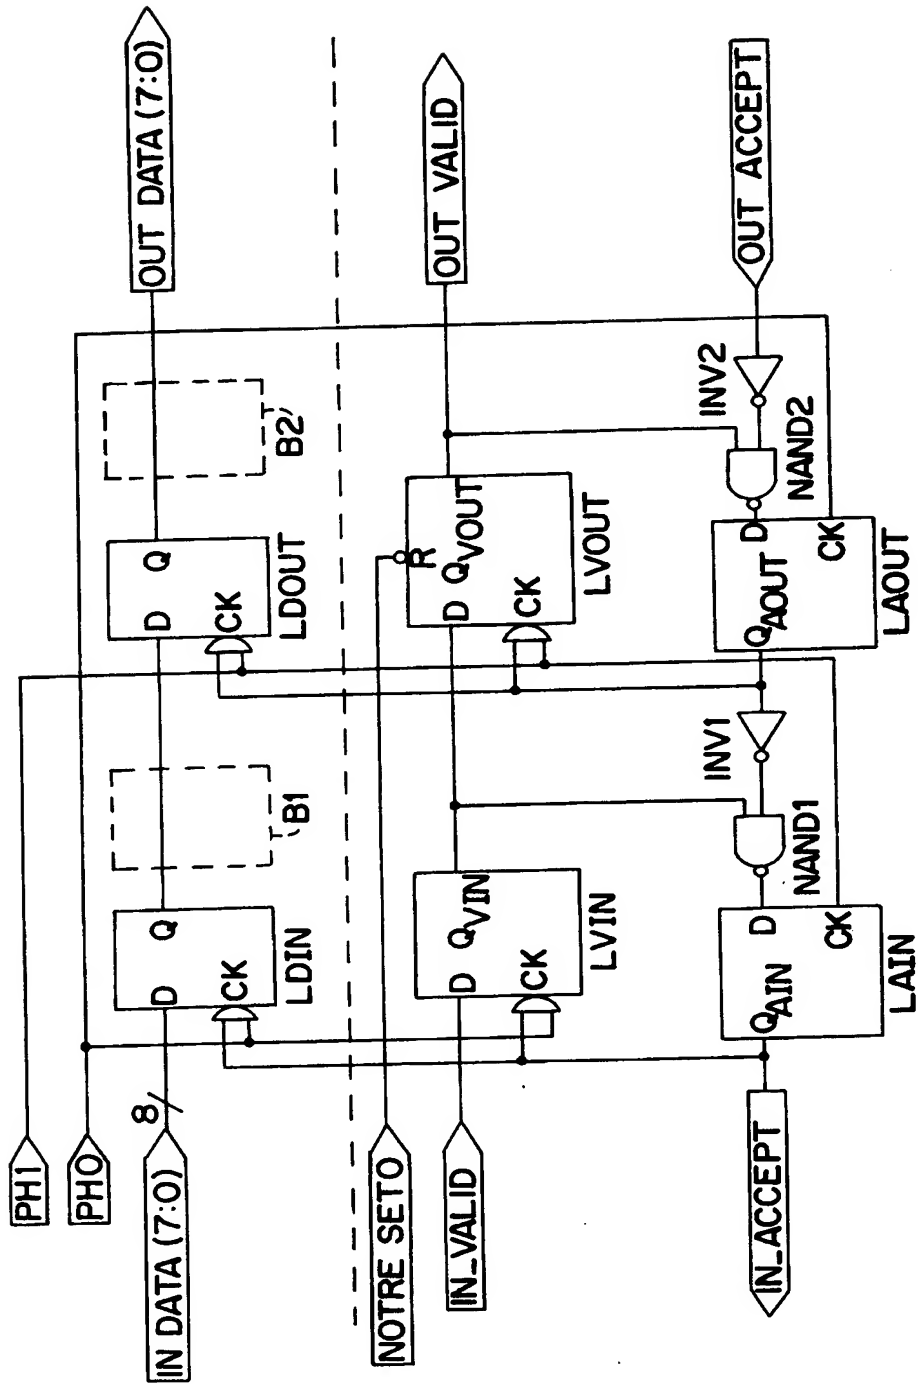 PH1
PH0
8
IN DATA (7:0)
D
Q
CK
LDIN
B1
D
Q
CK
LDOUT
B2'
OUT DATA (7:0)
NOTRE SETO
IN_VALID
D
QVIN
CK
LVIN
R
D
QVOUT
CK
LVOUT
OUT VALID
IN_ACCEPT
QAIN
D
CK
LAIN
NAND1
INV1
QAOUT
D
CK
LAOUT
NAND2
INV2
OUT ACCEPT